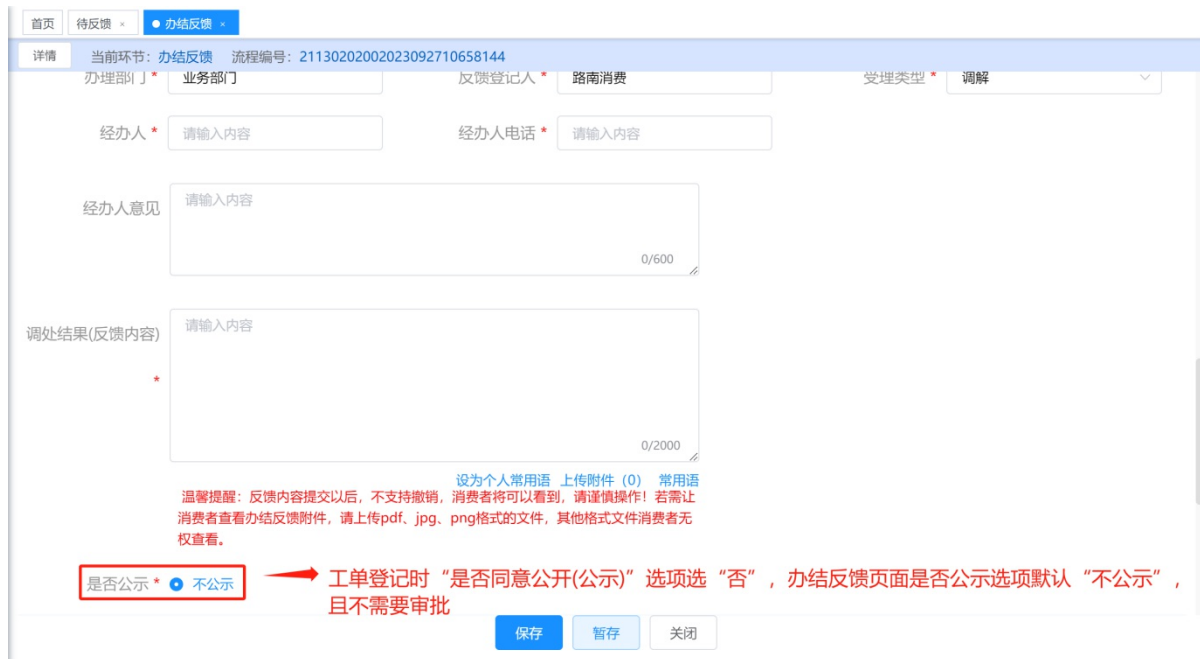 首页 待反馈 × 办结反馈 ×
详情 当前环节：办结反馈 流程编号：21130202002023092710658144
办理部门 * 业务部门 反馈登记人 * 路南消费 受理类型 * 调解
经办人 * 请输入内容 经办人电话 * 请输入内容
经办人意见 请输入内容
0/600
调处结果(反馈内容) 请输入内容
*
0/2000
设为个人常用语 上传附件（0） 常用语
温馨提醒：反馈内容提交以后，不支持撤销，消费者将可以看到，请谨慎操作！若需让
消费者查看办结反馈附件，请上传pdf、jpg、png格式的文件，其他格式文件消费者无
权查看。
是否公示 * 不公示
工单登记时“是否同意公开(公示)”选项选“否”，办结反馈页面是否公示选项默认“不公示”，
且不需要审批
保存 暂存 关闭